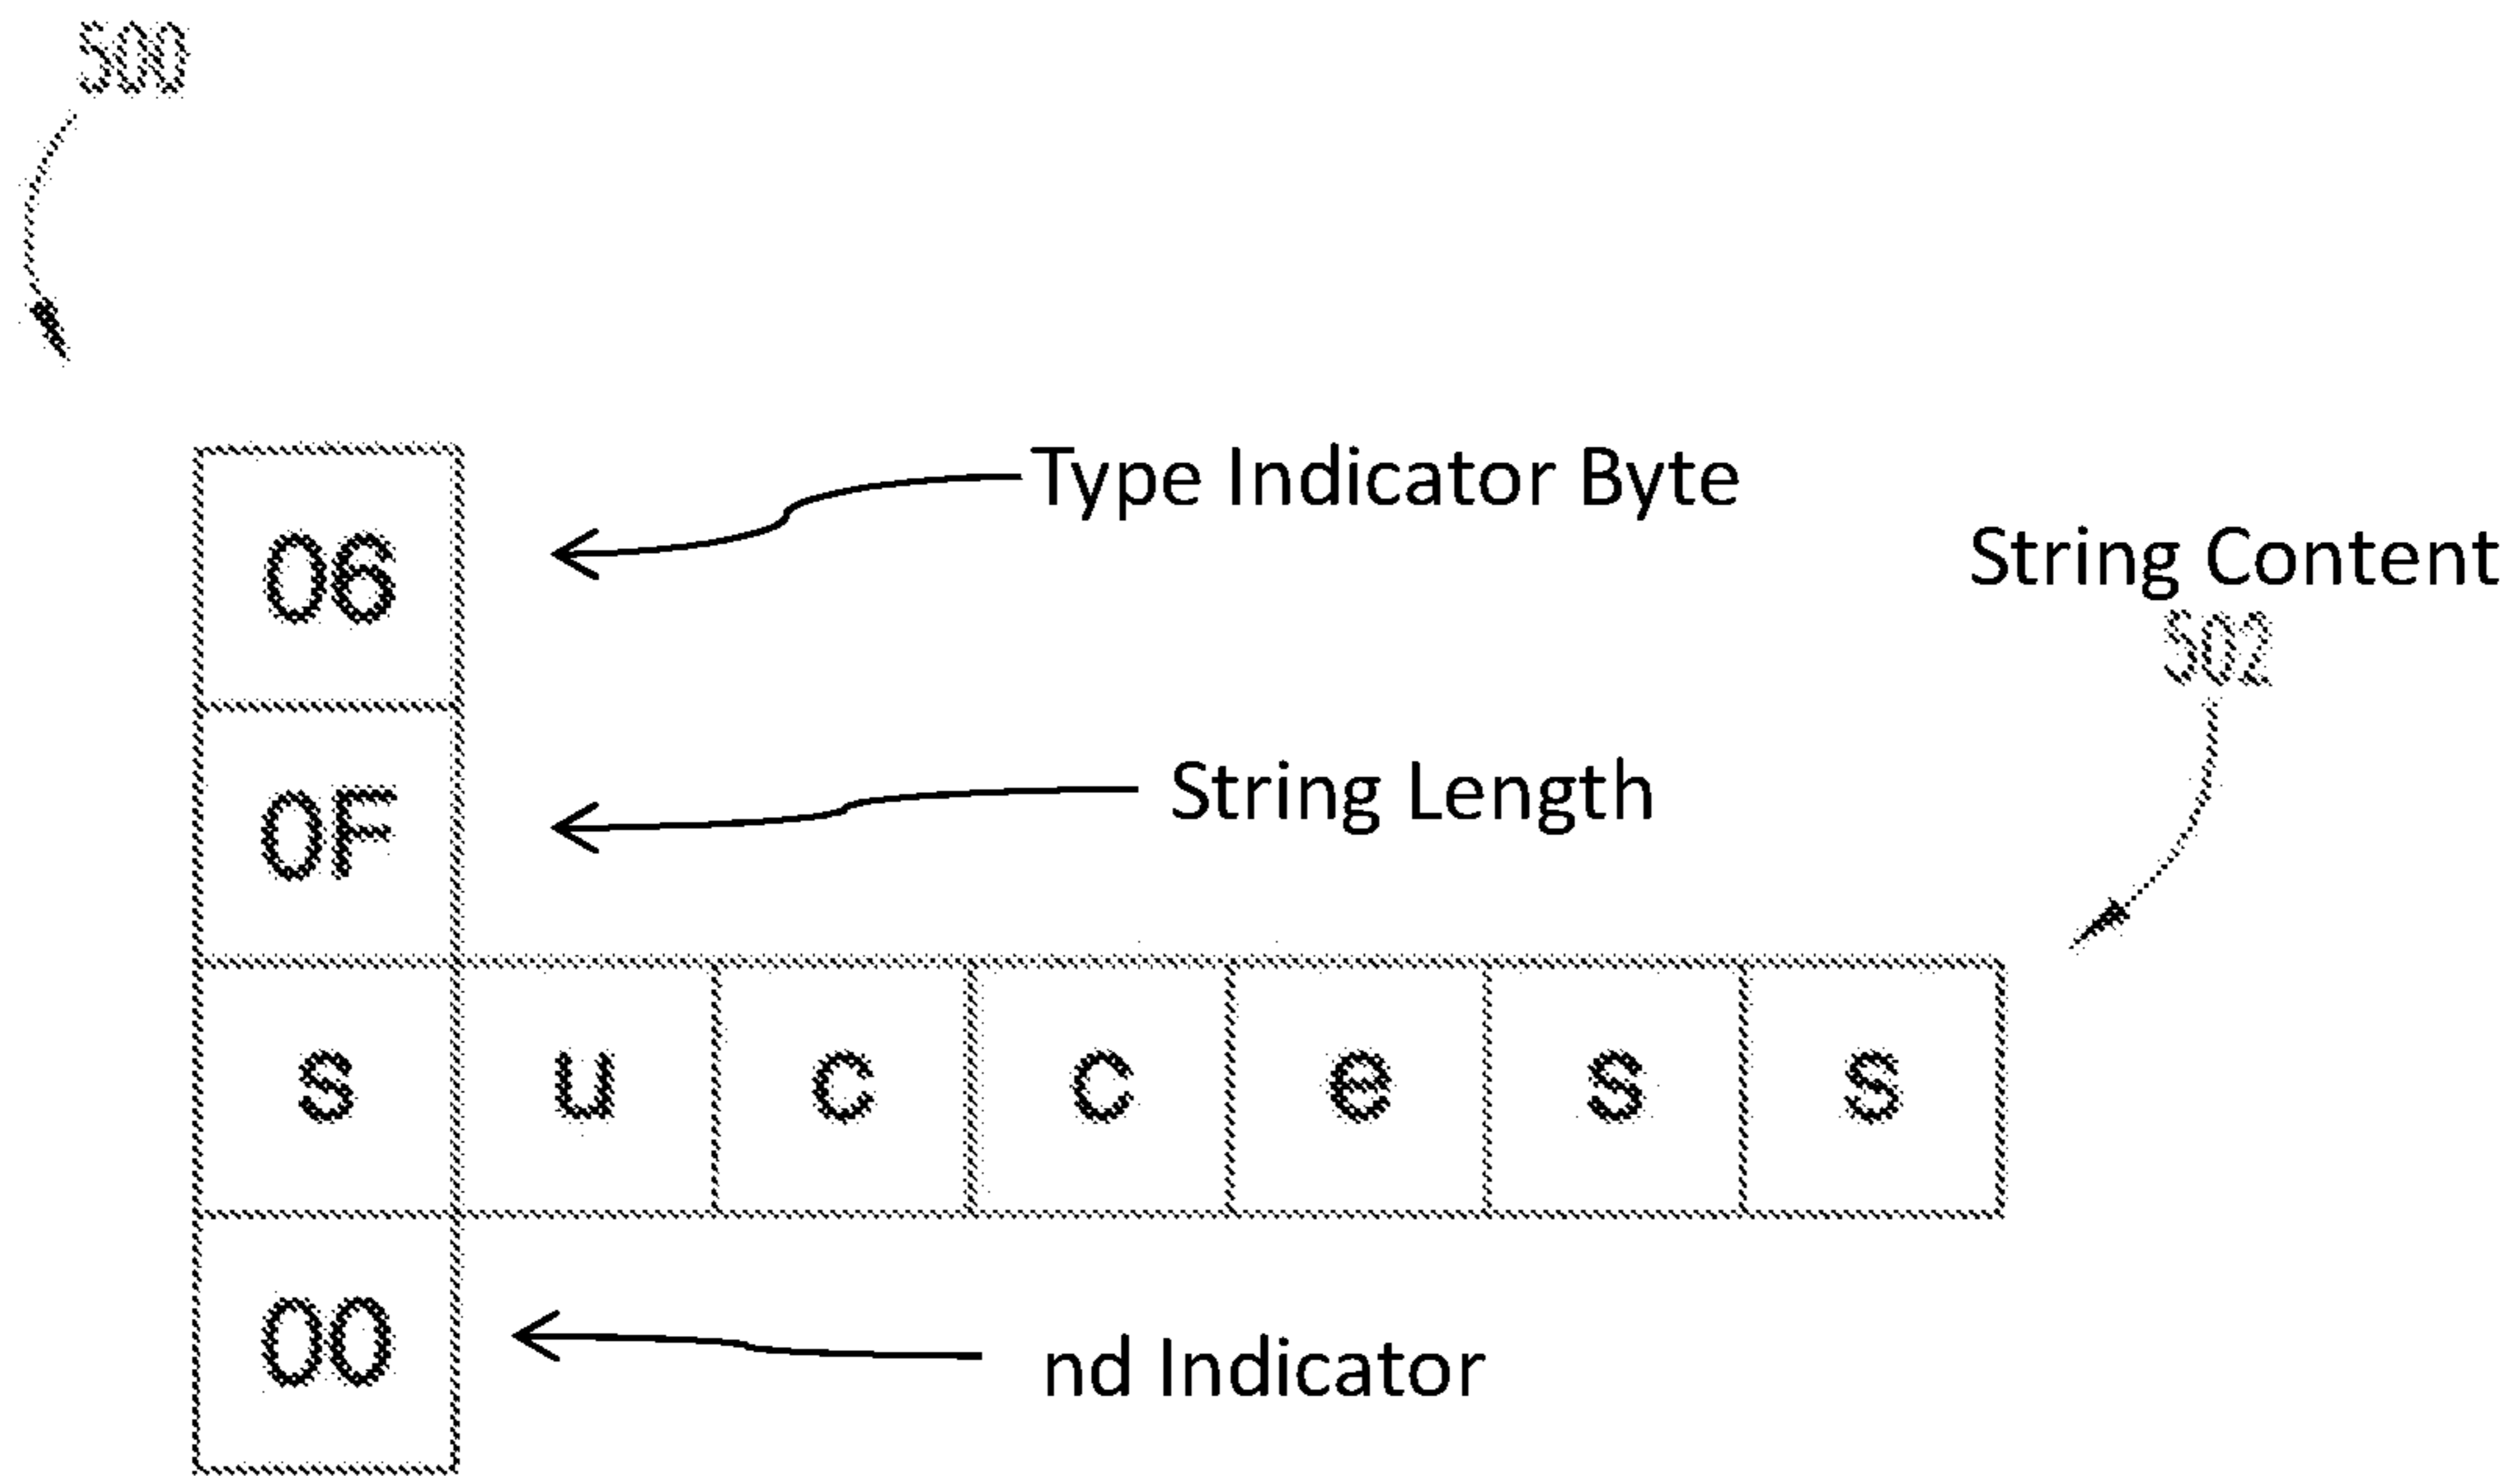 500
Type Indicator Byte
String Content
06
502
String Length
0F
s u c c e s s
00
nd Indicator